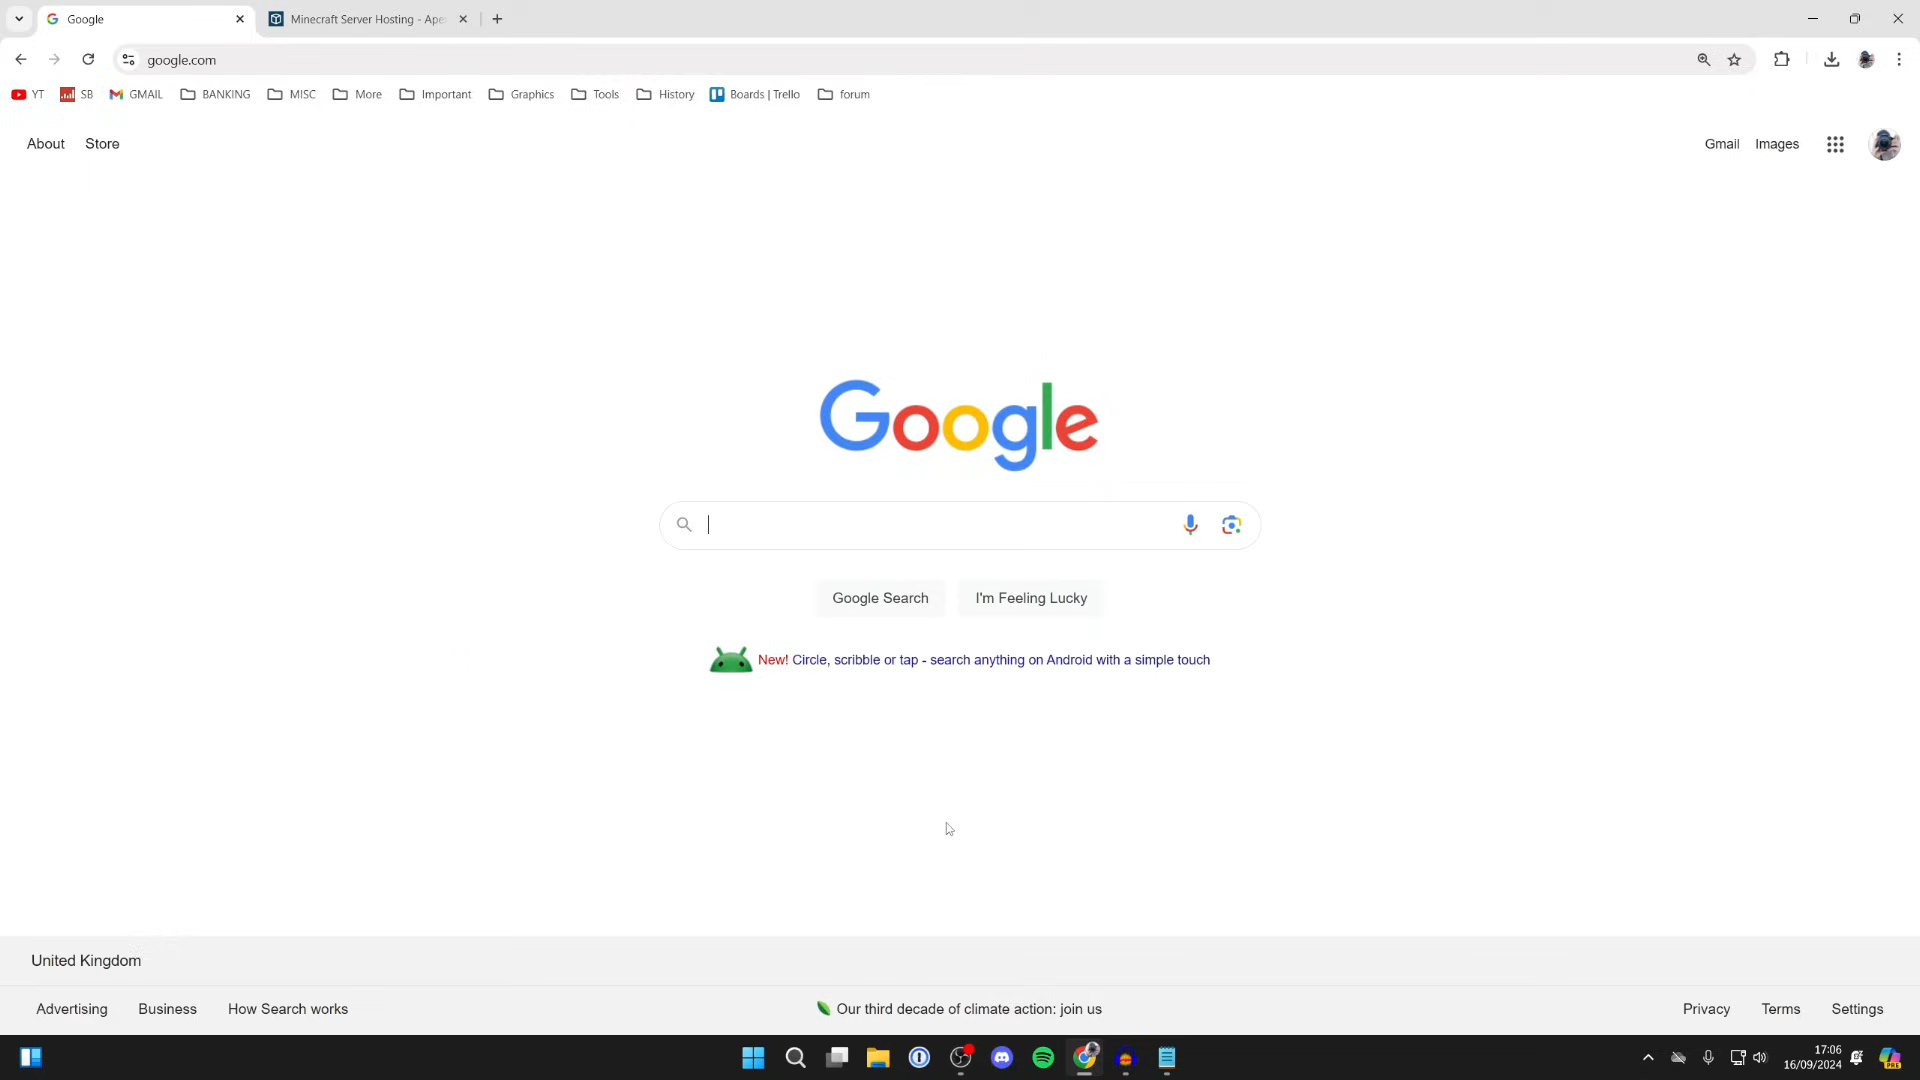 Google
Minecraft Server Hosting - Ape
google.com
YT
SB
GMAIL
BANKING
MISC
More
Important
Graphics
Tools
History
Boards | Trello
forum
About
Store
Gmail
Images
Google
Google Search
I'm Feeling Lucky
New! Circle, scribble or tap - search anything on Android with a simple touch
United Kingdom
Advertising
Business
How Search works
Our third decade of climate action: join us
Privacy
Terms
Settings
17:06
16/09/2024
PRE